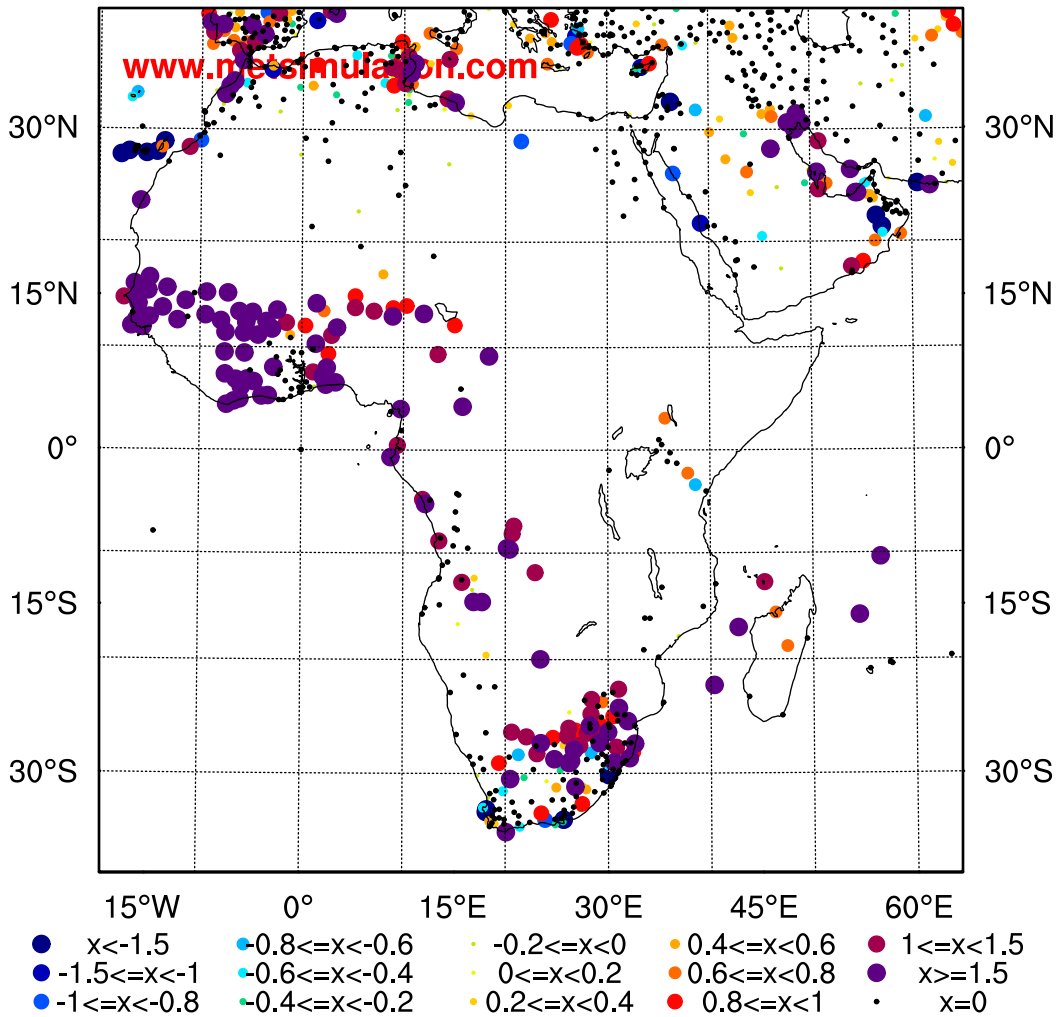 www.metsimulation.com
30°N 30°N
15°N 15°N
0° 0°
15°S 15°S
30°S 30°S
15°W 0° 15°E 30°E 45°E 60°E
x<-1.5 -0.8<=x<-0.6 -0.2<=x<0 0.4<=x<0.6 1<=x<1.5
-1.5<=x<-1 -0.6<=x<-0.4 0<=x<0.2 0.6<=x<0.8 x>=1.5
-1<=x<-0.8 -0.4<=x<-0.2 0.2<=x<0.4 0.8<=x<1 x=0